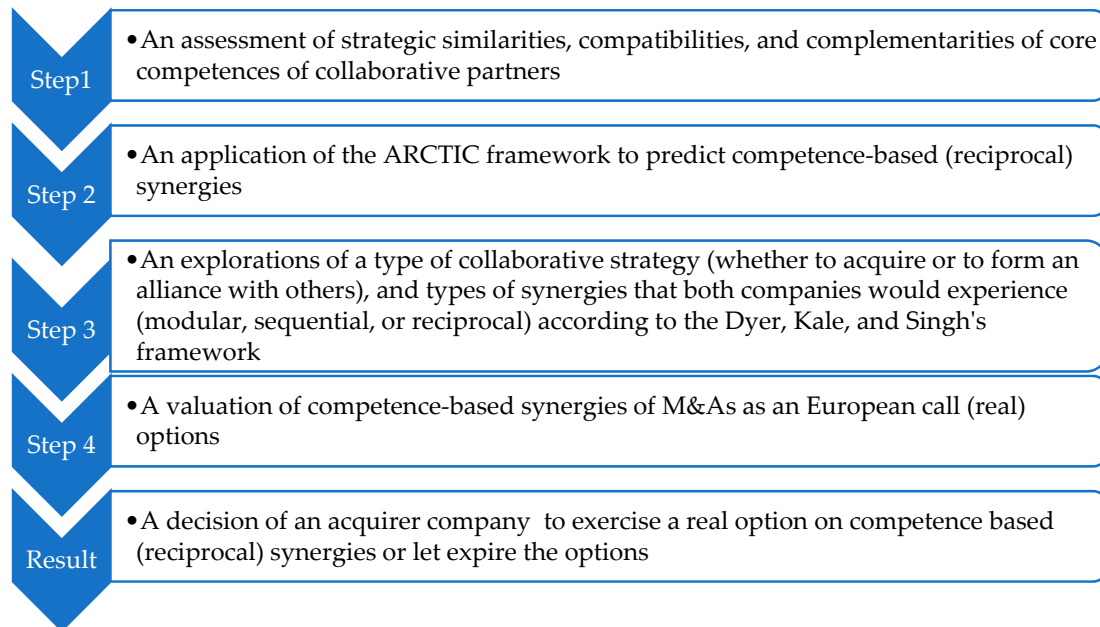 Step1
•An assessment of strategic similarities, compatibilities, and complementarities of core
competences of collaborative partners
Step 2
•An application of the ARCTIC framework to predict competence-based (reciprocal)
synergies
Step 3
•An explorations of a type of collaborative strategy (whether to acquire or to form an
alliance with others), and types of synergies that both companies would experience
(modular, sequential, or reciprocal) according to the Dyer, Kale, and Singh's
framework
Step 4
•A valuation of competence-based synergies of M&As as an European call (real)
options
Result
•A decision of an acquirer company to exercise a real option on competence based
(reciprocal) synergies or let expire the options